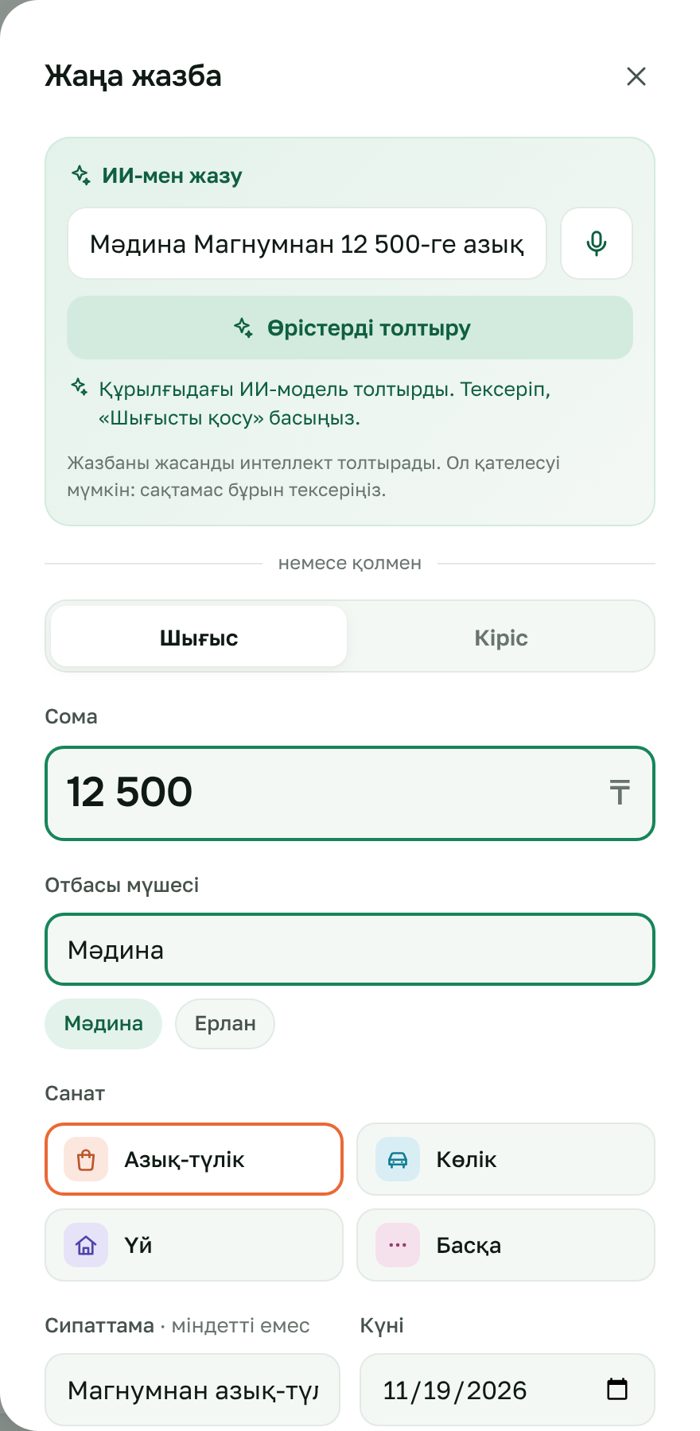 Жаңа жазба
ИИ-мен жазу
Мәдина Магнумнан 12 500-ге азық
Өрістерді толтыру
Құрылғыдағы ИИ-модель толтырды. Тексеріп,
«Шығысты қосу» басыңыз.
Жазбаны жасанды интеллект толтырады. Ол қателесуі
мүмкін: сақтамас бұрын тексеріңіз.
немесе қолмен
Шығыс Кіріс
Сома
12 500 ₸
Отбасы мүшесі
Мәдина
Мәдина Ерлан
Санат
Азық-түлік Көлік
Үй Басқа
Сипаттама · міндетті емес Күні
Магнумнан азық-түл 11/19/2026